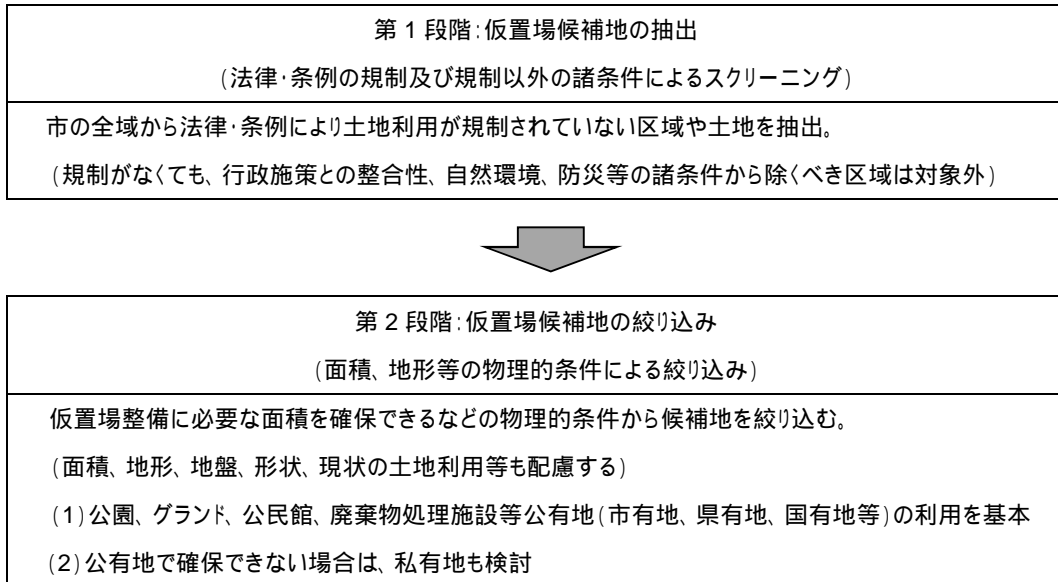 第1段階:仮置場候補地の抽出
(法律・条例の規制及び規制以外の諸条件によるスクリーニング)
市の全域から法律・条例により土地利用が規制されていない区域や土地を抽出。
(規制がなくても、行政施策との整合性、自然環境、防災等の諸条件から除くべき区域は対象外)
第2段階:仮置場候補地の絞り込み
(面積、地形等の物理的条件による絞り込み)
仮置場整備に必要な面積を確保できるなどの物理的条件から候補地を絞り込む。
(面積、地形、地盤、形状、現状の土地利用等も配慮する)
(1)公園、グランド、公民館、廃棄物処理施設等公有地(市有地、県有地、国有地等)の利用を基本
(2)公有地で確保できない場合は、私有地も検討